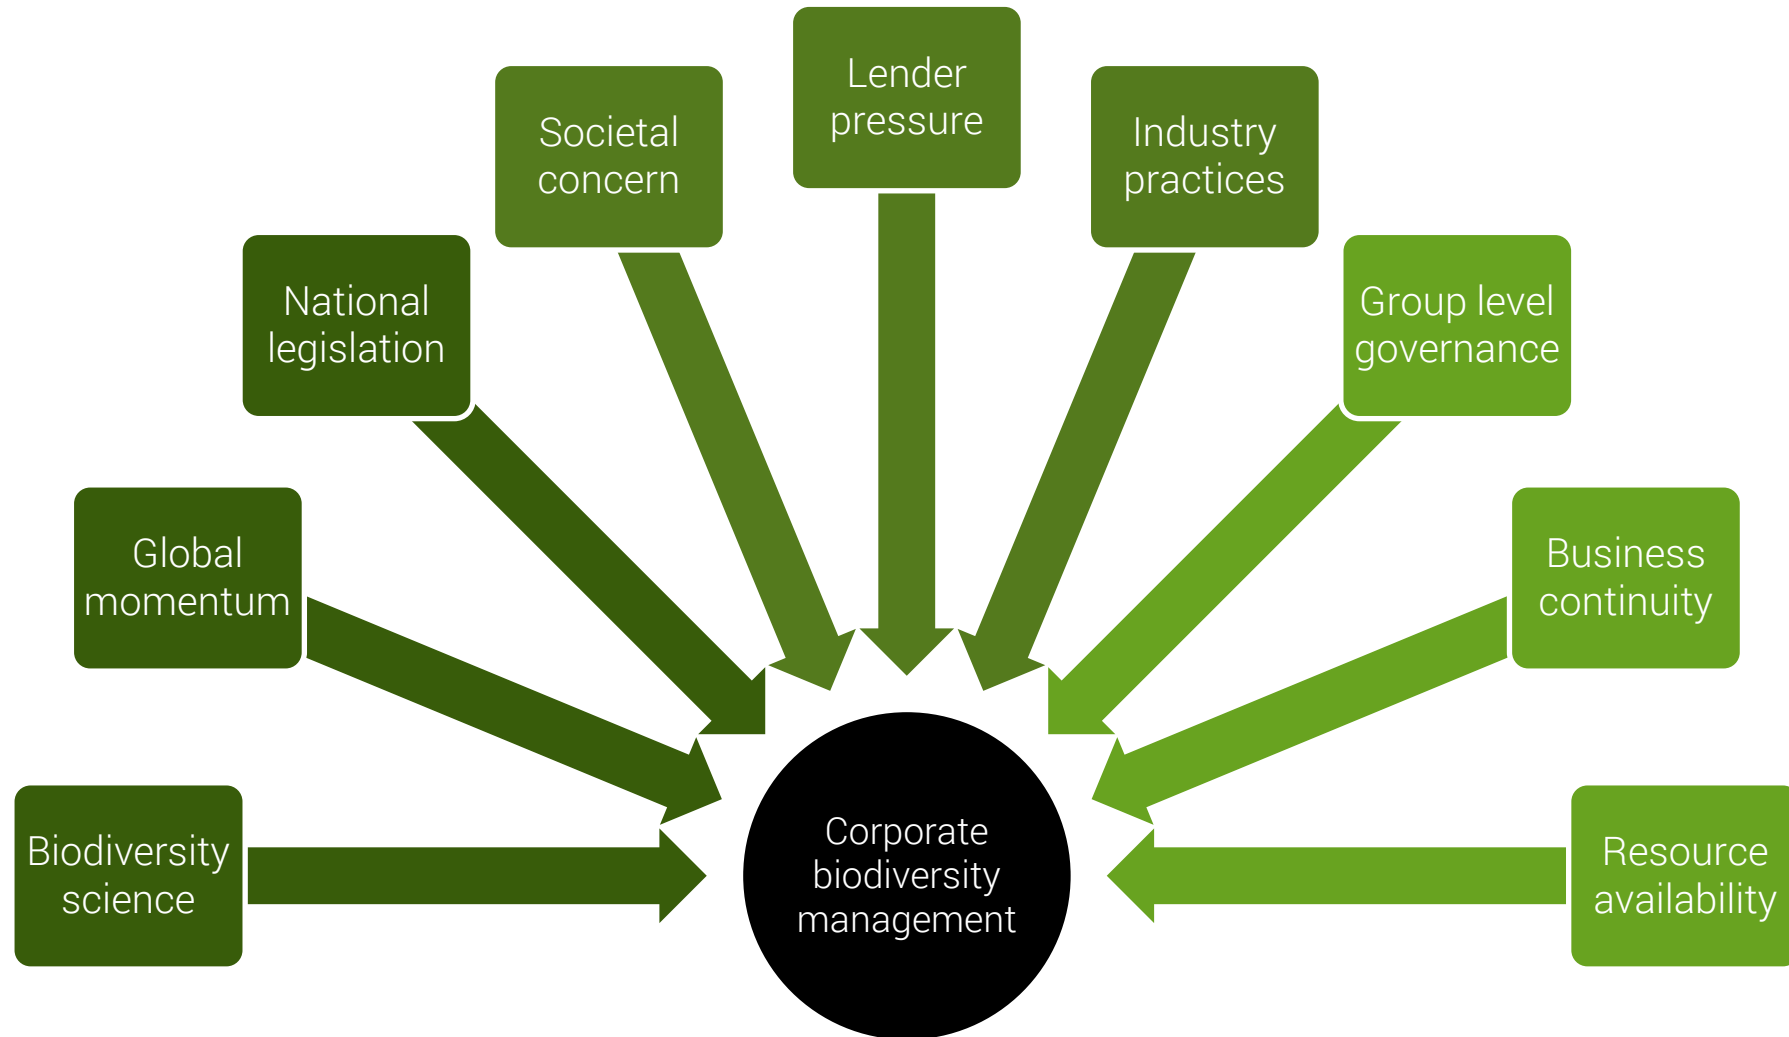 Lender
pressure
Societal
concern
Industry
practices
National
legislation
Group level
governance
Global
momentum
Business
continuity
Biodiversity
science
Corporate
biodiversity
management
Resource
availability